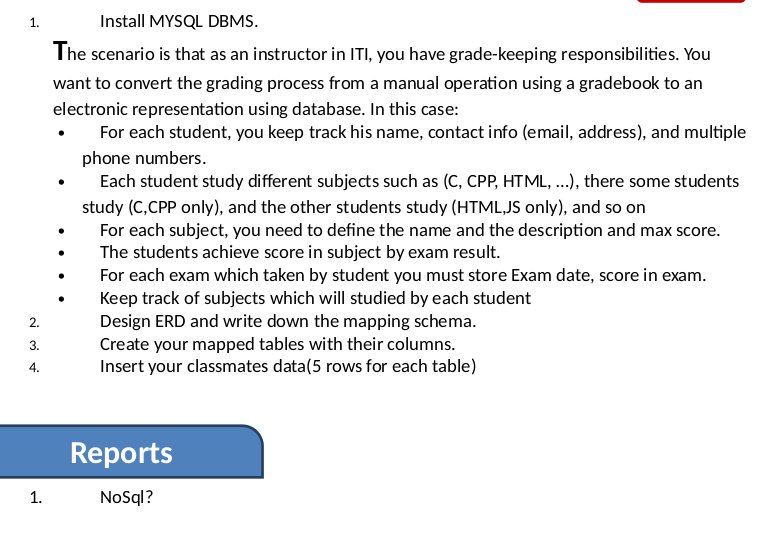 1. Install MYSQL DBMS.
The scenario is that as an instructor in ITI, you have grade-keeping responsibilities. You
want to convert the grading process from a manual operation using a gradebook to an
electronic representation using database. In this case:
• For each student, you keep track his name, contact info (email, address), and multiple
phone numbers.
• Each student study different subjects such as (C, CPP, HTML, ...), there some students
study (C,CPP only), and the other students study (HTML,JS only), and so on
• For each subject, you need to define the name and the description and max score.
• The students achieve score in subject by exam result.
• For each exam which taken by student you must store Exam date, score in exam.
• Keep track of subjects which will studied by each student
2. Design ERD and write down the mapping schema.
3. Create your mapped tables with their columns.
4. Insert your classmates data(5 rows for each table)
Reports
1. NoSql?